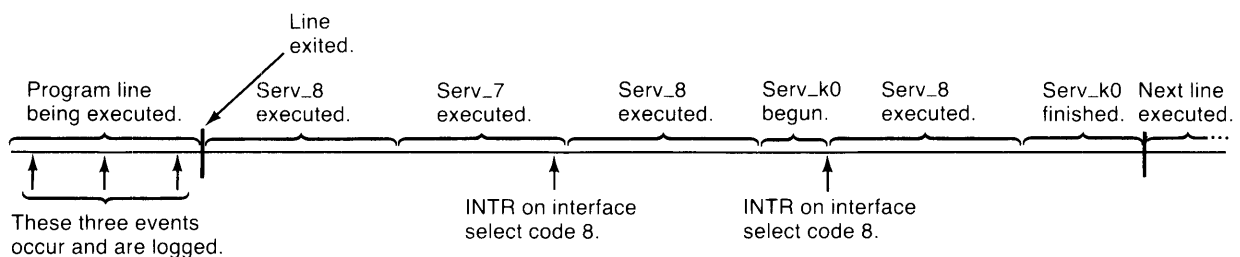 Line
exited.
Program line
being executed.
Serv_8
executed.
Serv_7
executed.
Serv_8
executed.
Serv_k0
begun.
Serv_8
executed.
Serv_k0
finished.
Next line
executed.
...
These three events
occur and are logged.
INTR on interface
select code 8.
INTR on interface
select code 8.